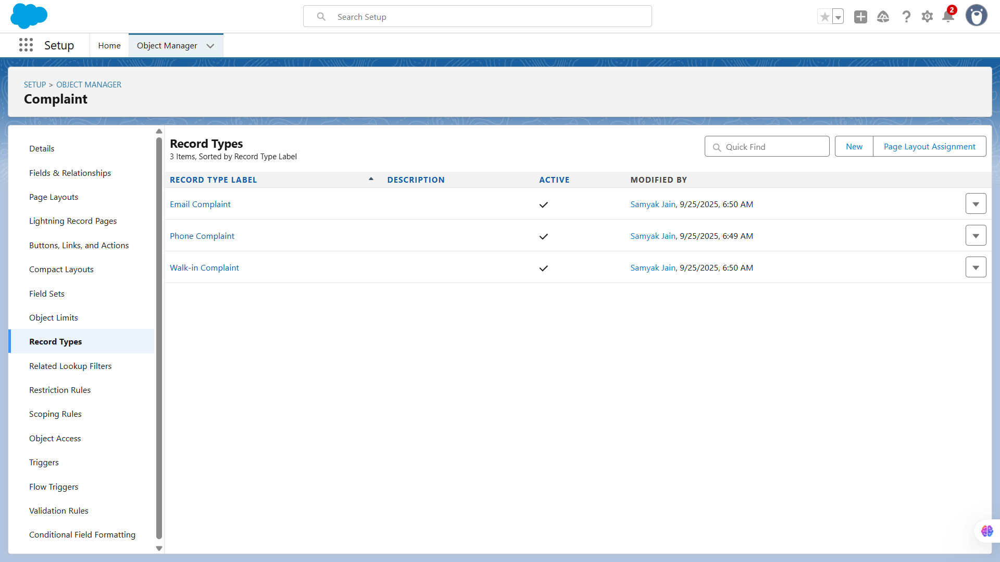 Search Setup
2
Setup
Home
Object Manager
SETUP > OBJECT MANAGER
Complaint
Details
Fields & Relationships
Page Layouts
Lightning Record Pages
Buttons, Links, and Actions
Compact Layouts
Field Sets
Object Limits
Record Types
Related Lookup Filters
Restriction Rules
Scoping Rules
Object Access
Triggers
Flow Triggers
Validation Rules
Conditional Field Formatting
Record Types
3 Items, Sorted by Record Type Label
Quick Find
New
Page Layout Assignment
RECORD TYPE LABEL DESCRIPTION ACTIVE MODIFIED BY
Email Complaint Samyak Jain, 9/25/2025, 6:50 AM
Phone Complaint Samyak Jain, 9/25/2025, 6:49 AM
Walk-in Complaint Samyak Jain, 9/25/2025, 6:50 AM